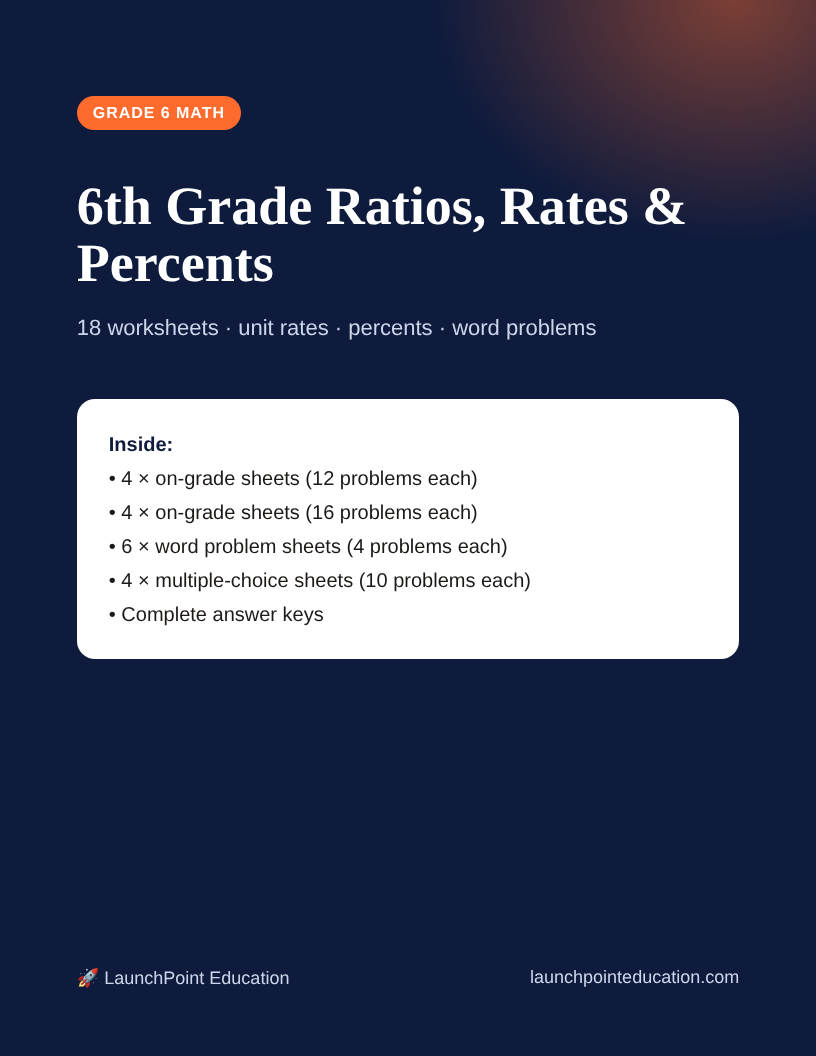 GRADE 6 MATH
6th Grade Ratios, Rates &
Percents
18 worksheets · unit rates · percents · word problems
Inside:
• 4 × on-grade sheets (12 problems each)
• 4 × on-grade sheets (16 problems each)
• 6 × word problem sheets (4 problems each)
• 4 × multiple-choice sheets (10 problems each)
• Complete answer keys
🚀 LaunchPoint Education
launchpointeducation.com